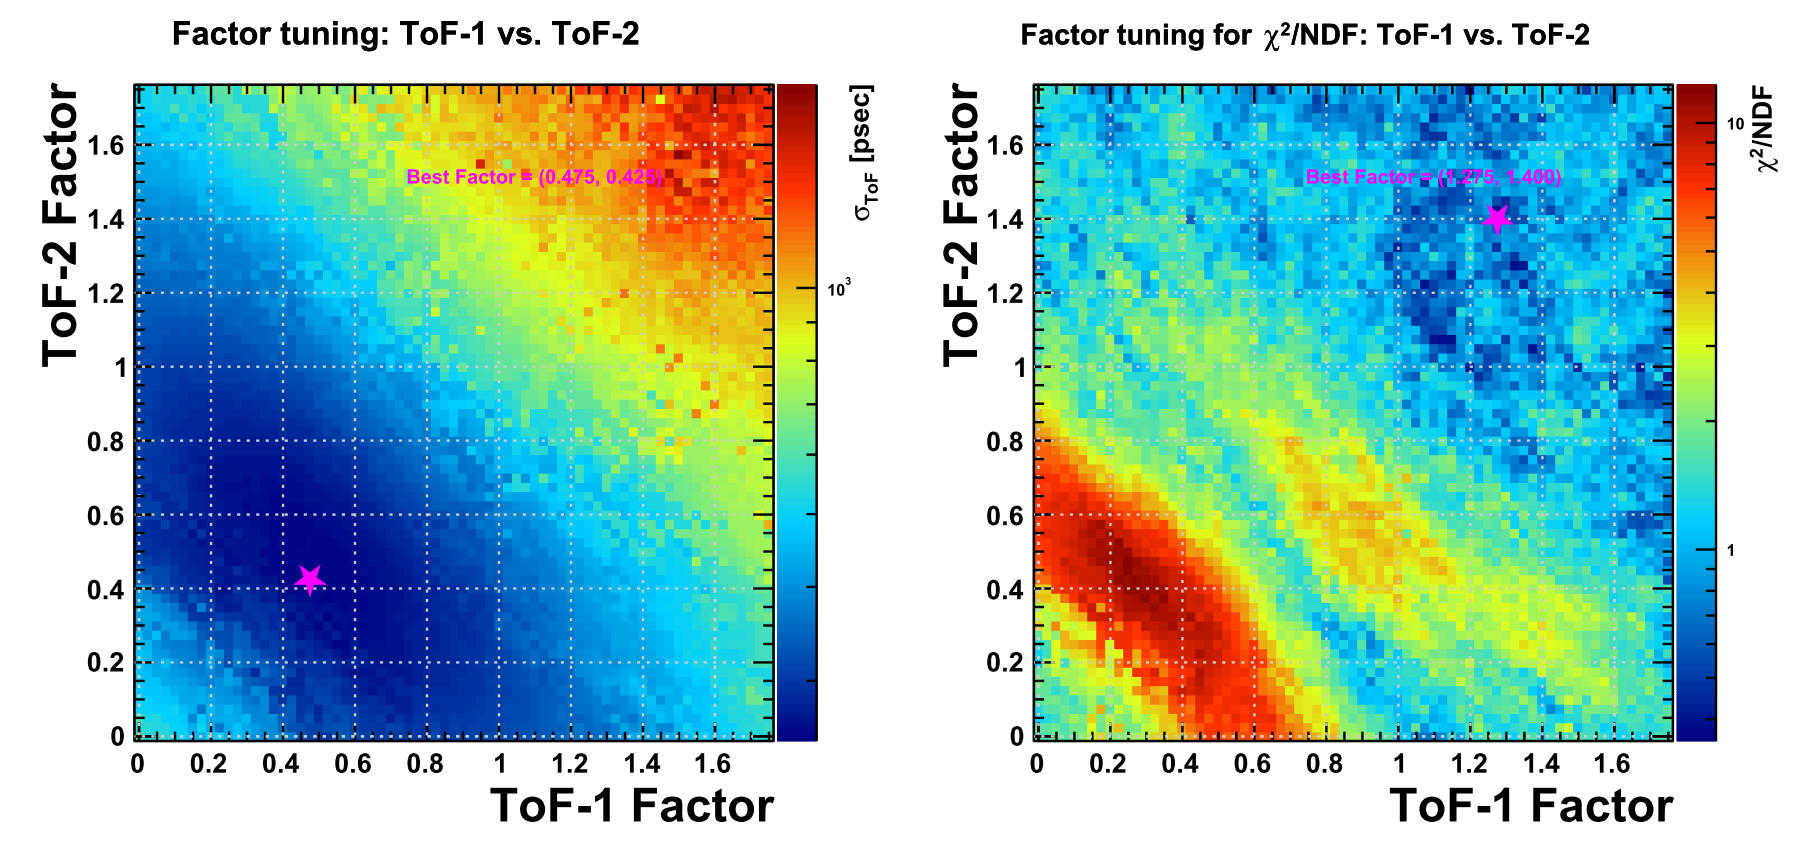 Factor tuning: ToF-1 vs. ToF-2
ToF-2 Factor
1.6
1.4
1.2
1
0.8
0.6
0.4
0.2
0
0 0.2 0.4 0.6 0.8 1 1.2 1.4 1.6
ToF-1 Factor
Best Factor = (0.475, 0.425)
σToF [psec]
10³
Factor tuning for χ²/NDF: ToF-1 vs. ToF-2
ToF-2 Factor
1.6
1.4
1.2
1
0.8
0.6
0.4
0.2
0
0 0.2 0.4 0.6 0.8 1 1.2 1.4 1.6
ToF-1 Factor
Best Factor = (1.275, 1.400)
χ²/NDF
10
1